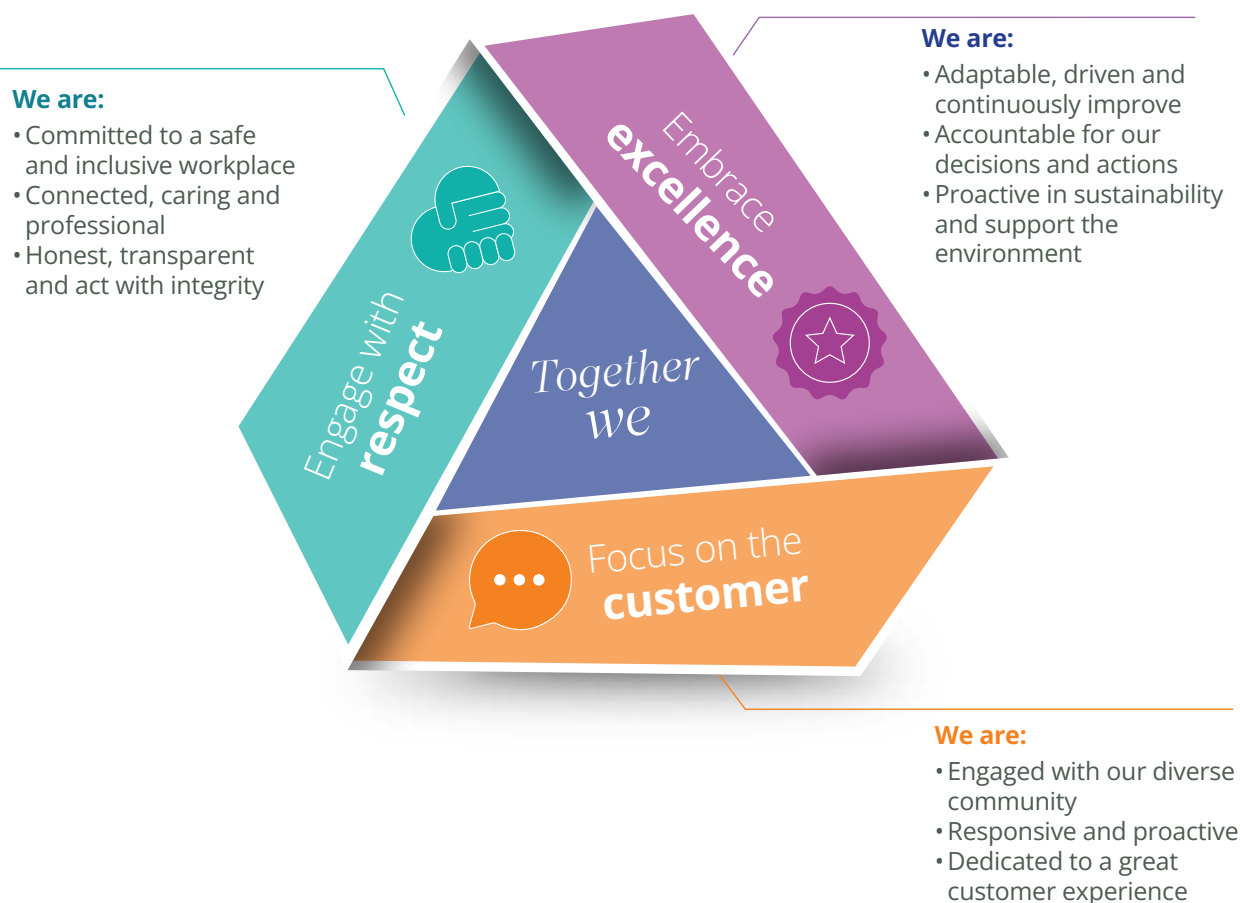 We are:
• Committed to a safe
and inclusive workplace
• Connected, caring and
professional
• Honest, transparent
and act with integrity
Engage with
respect
Embrace
excellence
We are:
• Adaptable, driven and
continuously improve
• Accountable for our
decisions and actions
• Proactive in sustainability
and support the
environment
Together
we
Focus on the
customer
We are:
• Engaged with our diverse
community
• Responsive and proactive
• Dedicated to a great
customer experience